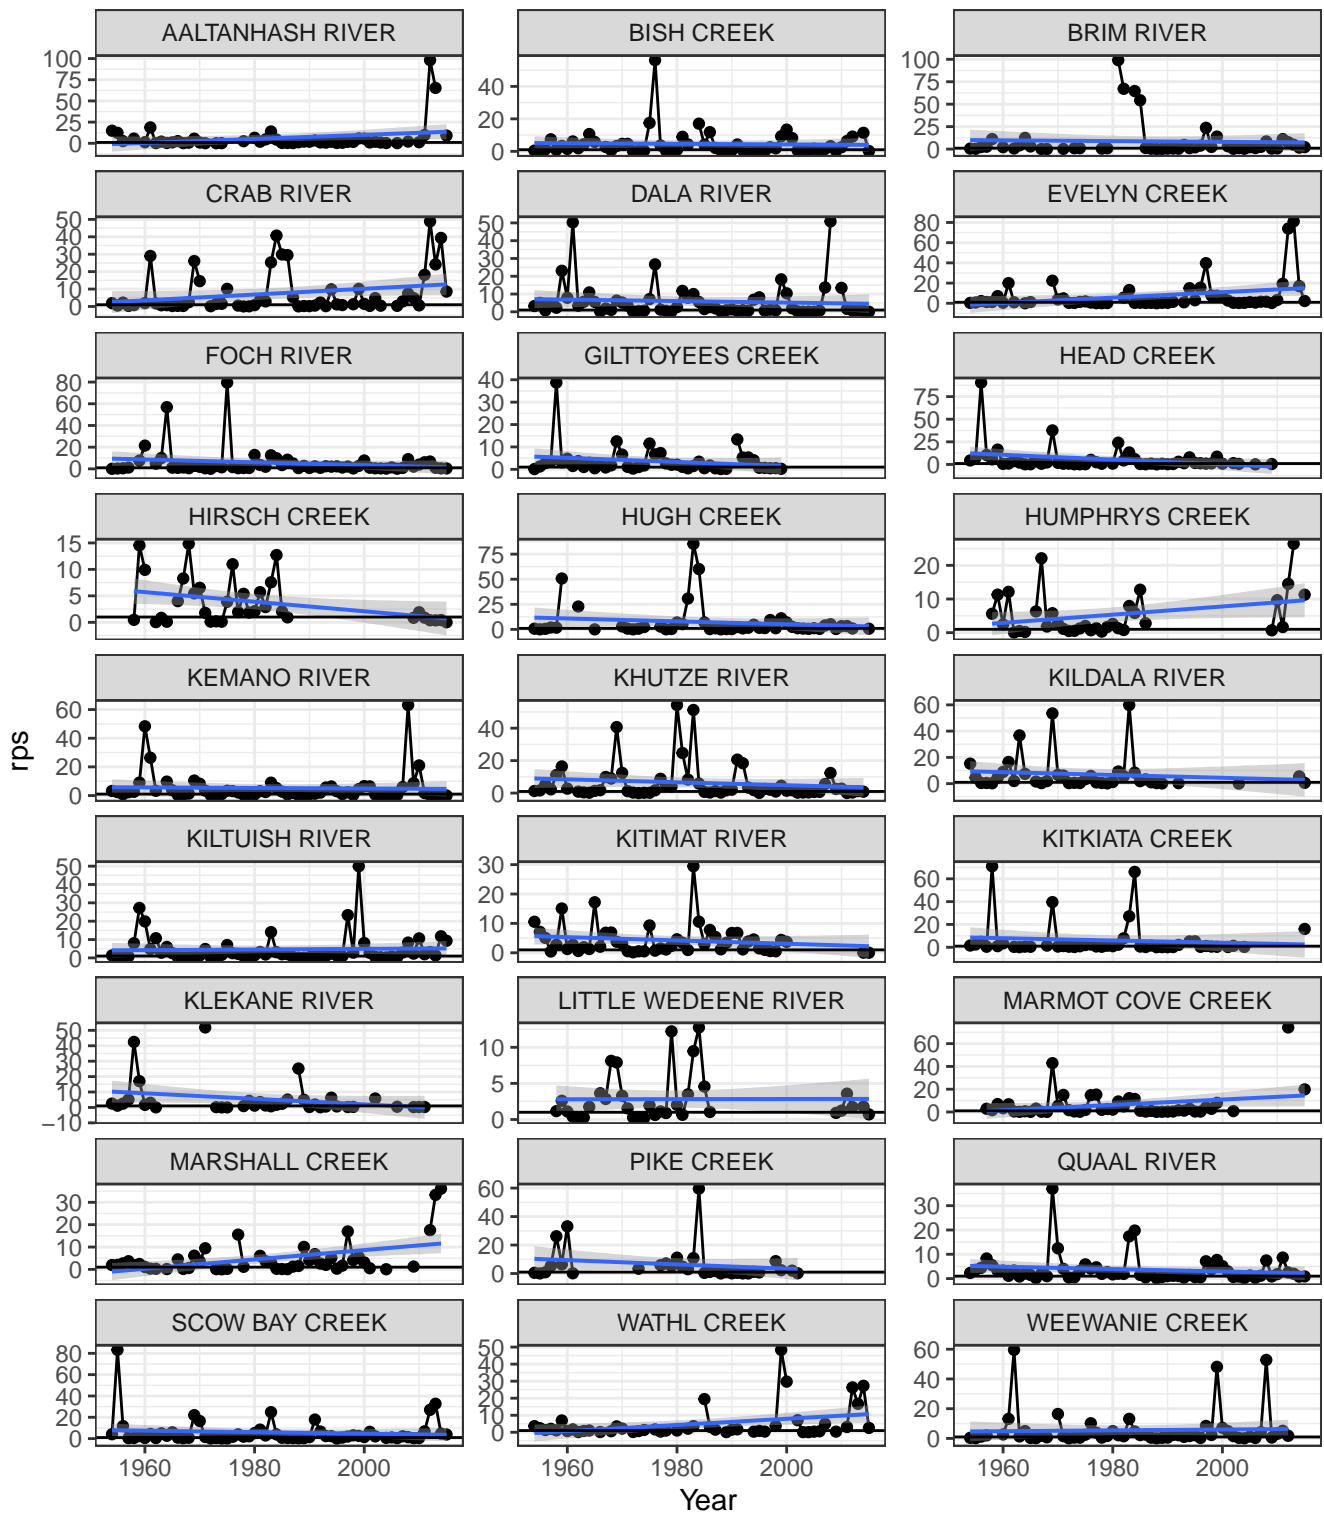 AALTANHASH RIVER BISH CREEK BRIM RIVER
100 75 50 25 0
40 20 0
100 75 50 25 0
CRAB RIVER DALA RIVER EVELYN CREEK
50 40 30 20 10 0
50 40 30 20 10 0
80 60 40 20 0
FOCH RIVER GILTTOYEES CREEK HEAD CREEK
80 60 40 20 0
40 30 20 10 0
75 50 25 0
HIRSCH CREEK HUGH CREEK HUMPHRYS CREEK
15 10 5 0
75 50 25 0
20 10 0
KEMANO RIVER KHUTZE RIVER KILDALA RIVER
60 40 20 0
40 20 0
60 40 20 0
rps
KILTUISH RIVER KITIMAT RIVER KITKIATA CREEK
50 40 30 20 10 0
30 20 10 0
60 40 20 0
KLEKANE RIVER LITTLE WEDEENE RIVER MARMOT COVE CREEK
50 40 30 20 10 0 −10
10 5 0
60 40 20 0
MARSHALL CREEK PIKE CREEK QUAAL RIVER
30 20 10 0
60 40 20 0
30 20 10 0
SCOW BAY CREEK WATHL CREEK WEEWANIE CREEK
80 60 40 20 0
50 40 30 20 10 0
60 40 20 0
1960 1980 2000 1960 1980 2000 1960 1980 2000
Year